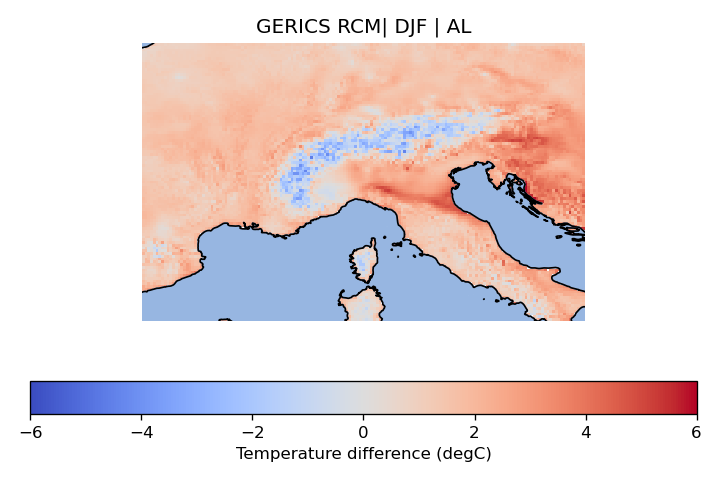 GERICS RCM| DJF | AL
−6 −4 −2 0 2 4 6
Temperature difference (degC)